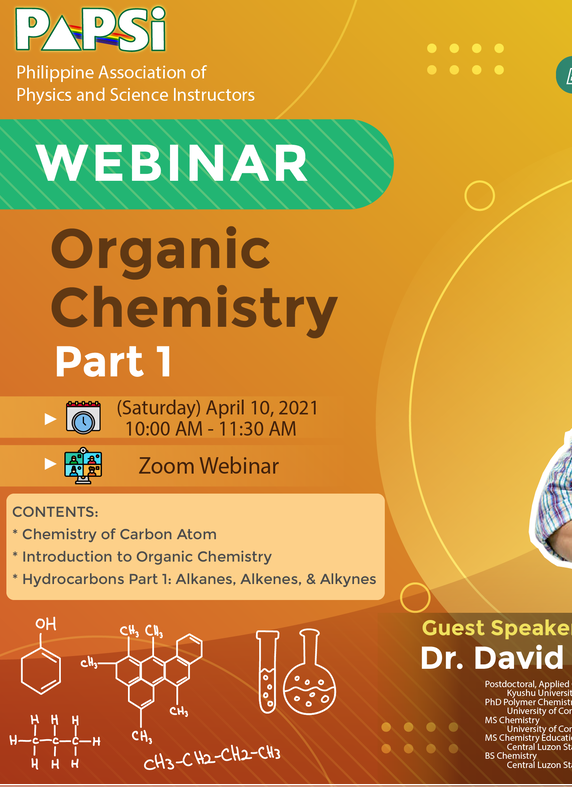 PAPSi
Philippine Association of
Physics and Science Instructors
WEBINAR
Organic
Chemistry
Part 1
(Saturday) April 10, 2021
10:00 AM - 11:30 AM
Zoom Webinar
CONTENTS:
* Chemistry of Carbon Atom
* Introduction to Organic Chemistry
* Hydrocarbons Part 1: Alkanes, Alkenes, & Alkynes
OH
CH3 CH3
CH3
CH3
CH3
H H H
H-C-C-C-H
H H H
CH3-CH2-CH2-CH3
Guest Speaker
Dr. David
Postdoctoral, Applied
Kyushu Universit
PhD Polymer Chemist
University of Con
MS Chemistry
University of Con
MS Chemistry Educati
Central Luzon Sta
BS Chemistry
Central Luzon Sta